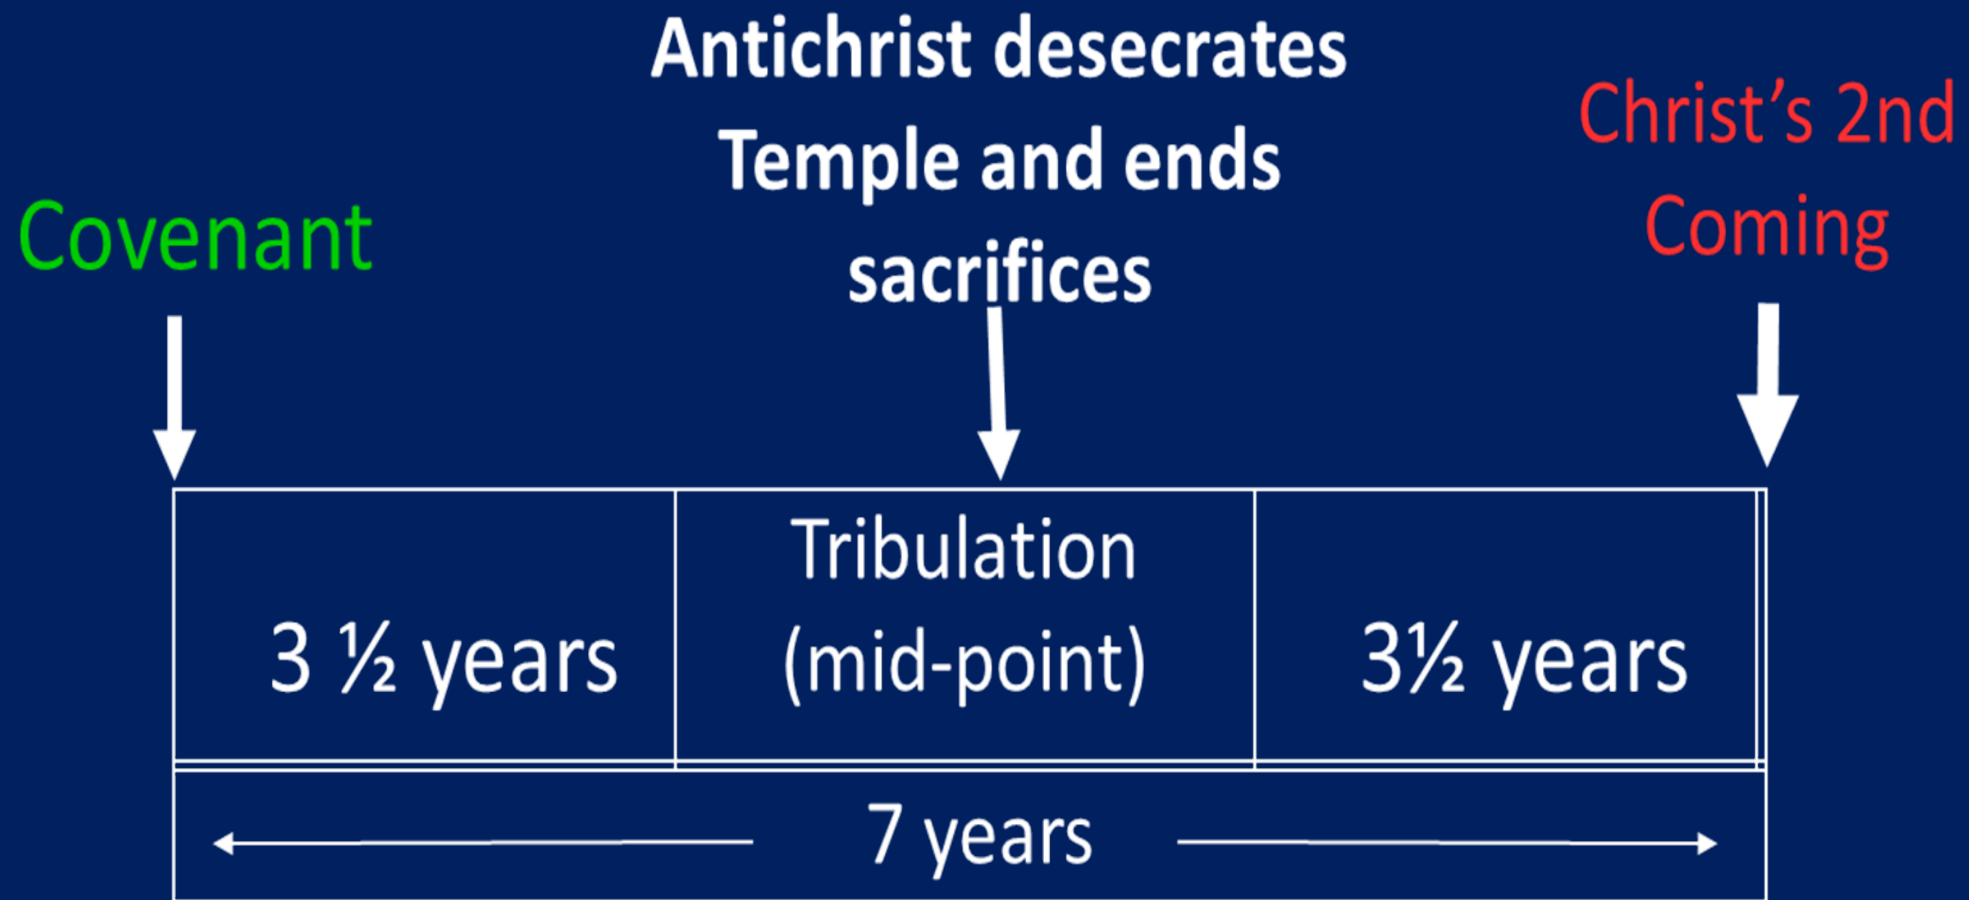 Antichrist desecrates
Temple and ends
sacrifices
Christ’s 2nd
Coming
Covenant
3 ½ years
Tribulation
(mid-point)
3½ years
7 years